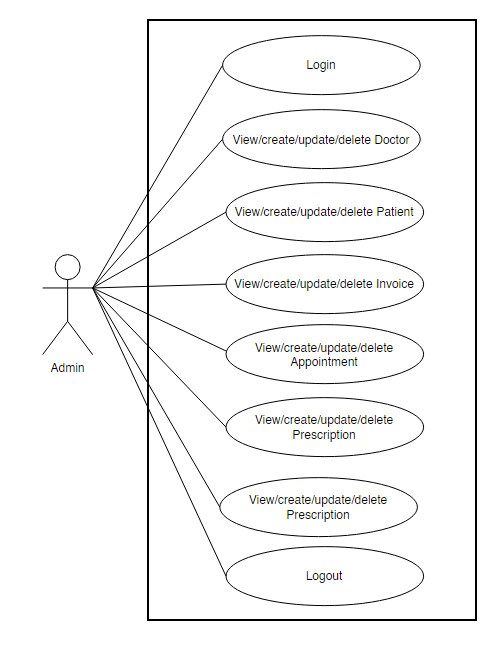 Login
View/create/update/delete Doctor
View/create/update/delete Patient
View/create/update/delete Invoice
View/create/update/delete
Appointment
View/create/update/delete
Prescription
View/create/update/delete
Prescription
Logout
Admin